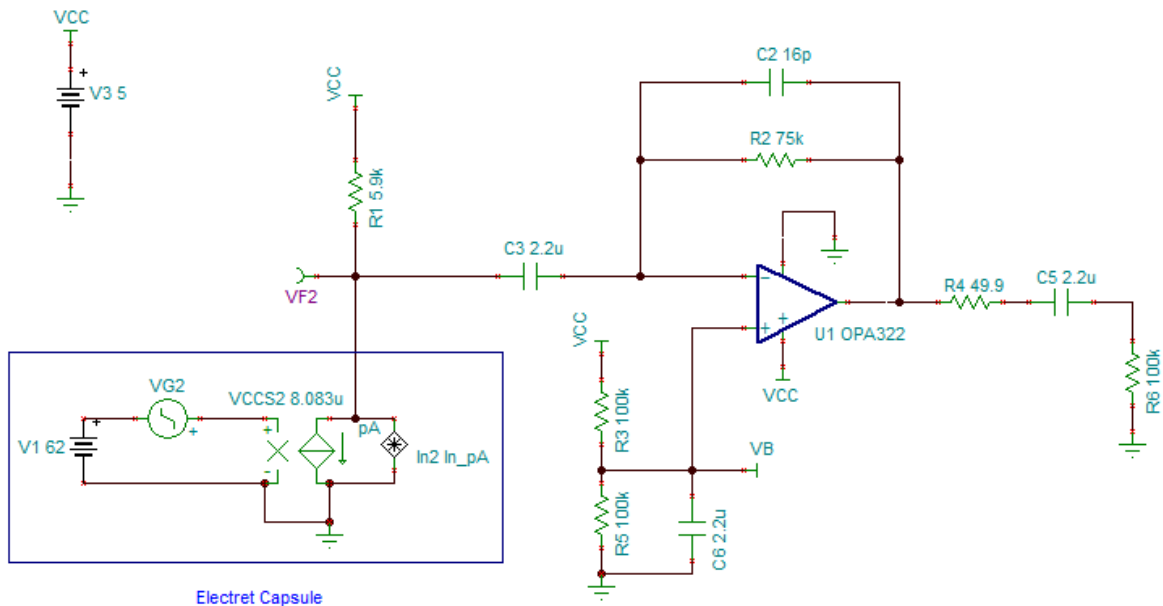 VCC
V3 5
VCC
R1 5.9k
VF2
C3 2.2u
C2 16p
R2 75k
U1 OPA322
VCC
R4 49.9
C5 2.2u
R6 100k
VCC
R3 100k
VB
R5 100k
C6 2.2u
VG2
VCCS2 8.083u
V1 62
pA
In2 In_pA
Electret Capsule